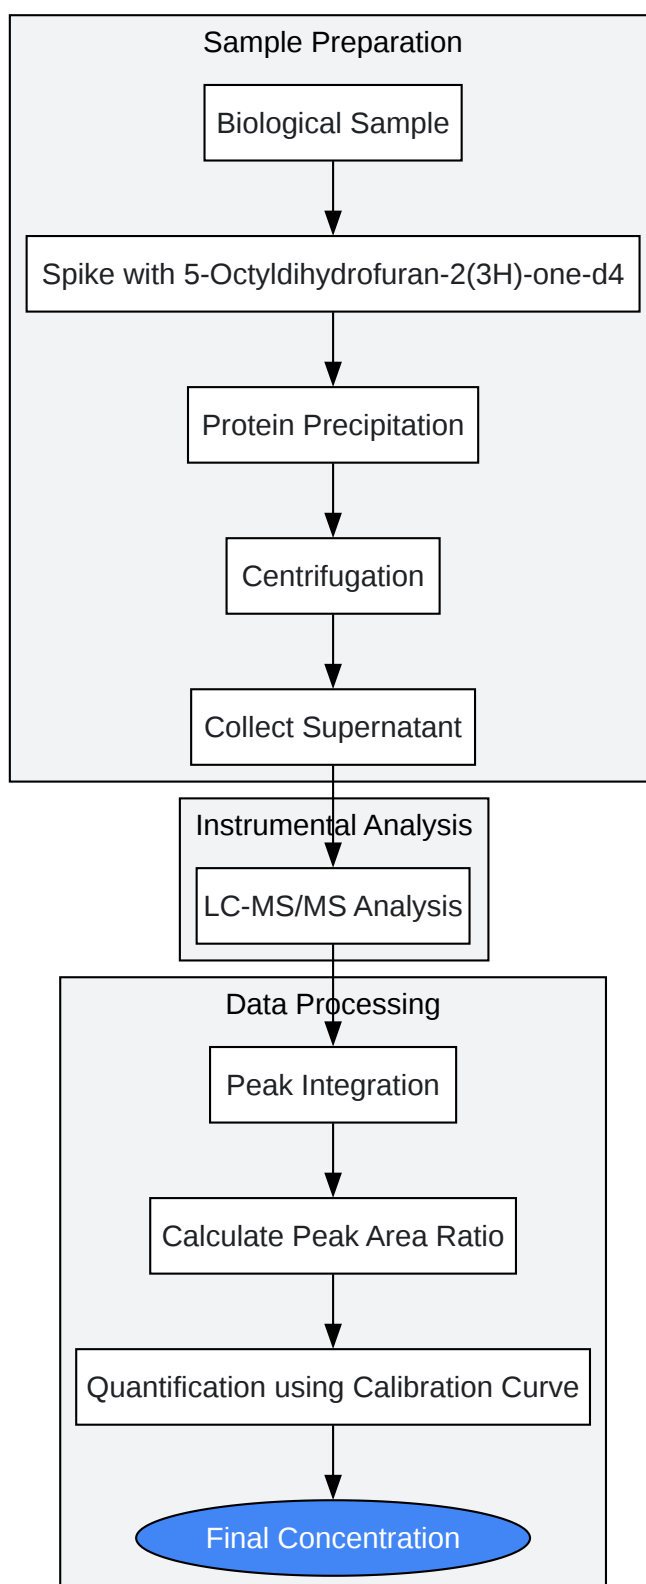 Sample Preparation
Biological Sample
Spike with 5-Octyldihydrofuran-2(3H)-one-d4
Protein Precipitation
Centrifugation
Collect Supernatant
Instrumental Analysis
LC-MS/MS Analysis
Data Processing
Peak Integration
Calculate Peak Area Ratio
Quantification using Calibration Curve
Final Concentration